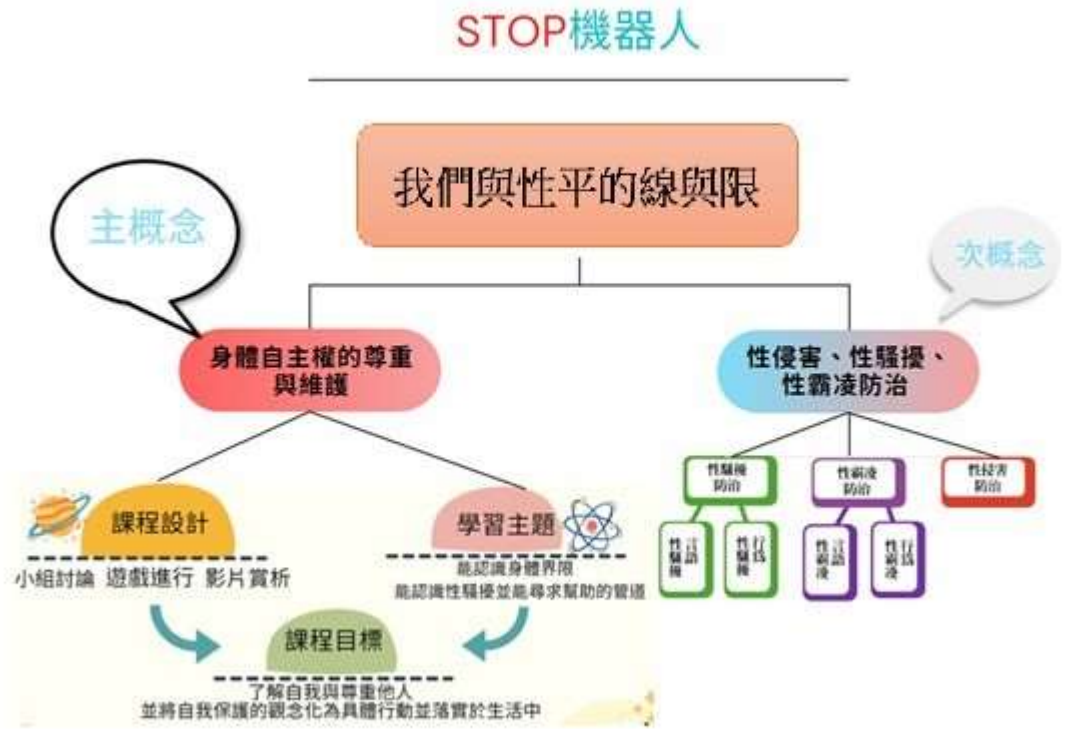 STOP機器人
我們與性平的線與限
主概念
次概念
身體自主權的尊重
與維護
性侵害、性騷擾、
性霸凌防治
課程設計
小組討論 遊戲進行 影片賞析
學習主題
能認識身體界限
能認識性騷擾並能尋求幫助的管道
課程目標
了解自我與尊重他人
並將自我保護的觀念化為具體行動並落實於生活中
性騷擾
防治
言語
性騷擾
行為
性騷擾
性霸凌
防治
言語
性霸凌
行為
性霸凌
性侵害
防治